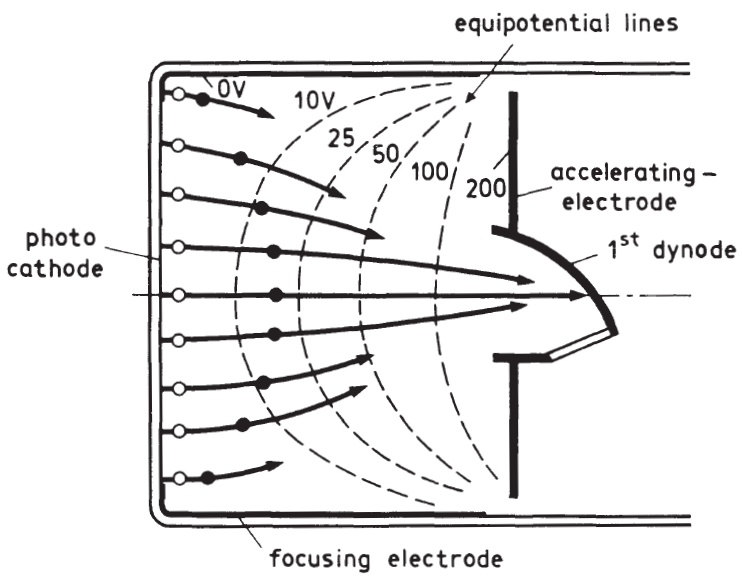 equipotential lines
0V
10V
25
50
100
200
accelerating-
electrode
photo
cathode
1st dynode
focusing electrode